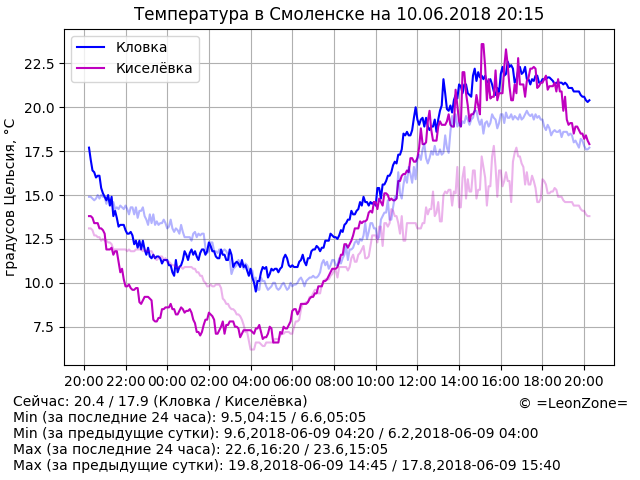 Температура в Смоленске на 10.06.2018 20:15
Кловка
Киселёвка
градусов Цельсия, °C
22.5
20.0
17.5
15.0
12.5
10.0
7.5
20:00 22:00 00:00 02:00 04:00 06:00 08:00 10:00 12:00 14:00 16:00 18:00 20:00
Сейчас: 20.4 / 17.9 (Кловка / Киселёвка)
© =LeonZone=
Min (за последние 24 часа): 9.5,04:15 / 6.6,05:05
Min (за предыдущие сутки): 9.6,2018-06-09 04:20 / 6.2,2018-06-09 04:00
Max (за последние 24 часа): 22.6,16:20 / 23.6,15:05
Max (за предыдущие сутки): 19.8,2018-06-09 14:45 / 17.8,2018-06-09 15:40